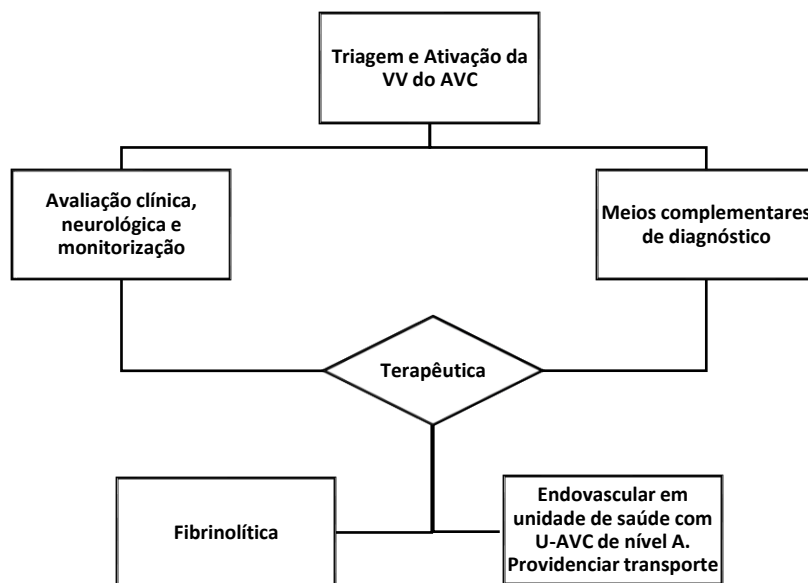 Triagem e Ativação da
VV do AVC
Avaliação clínica,
neurológica e
monitorização
Meios complementares
de diagnóstico
Terapêutica
Fibrinolítica
Endovascular em
unidade de saúde com
U-AVC de nível A.
Providenciar transporte